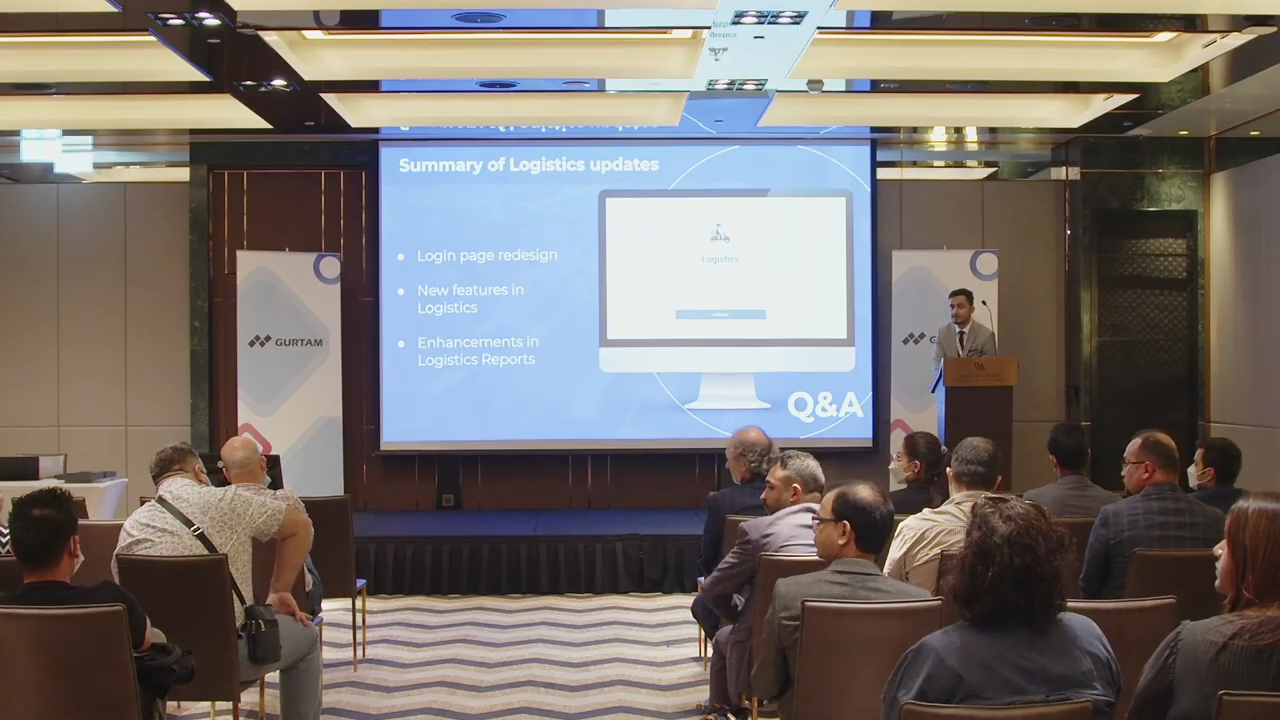 Summary of Logistics updates
Login page redesign
New features in
Logistics
Enhancements in
Logistics Reports
Logistics
Q&A
GURTAM
G